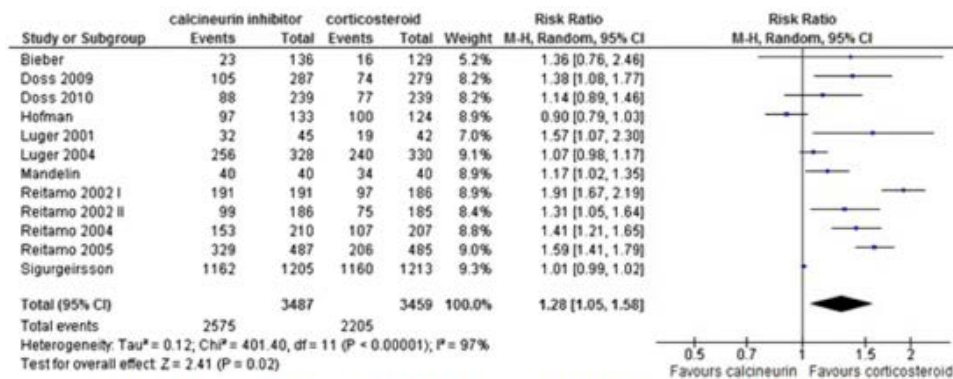 calcineurin inhibitor corticosteroid Risk Ratio Risk Ratio
Study or Subgroup Events Total Events Total Weight M-H, Random, 95% CI M-H, Random, 95% CI
Bieber 23 136 16 129 5.2% 1.36 [0.76, 2.46]
Doss 2009 105 287 74 279 8.2% 1.38 [1.08, 1.77]
Doss 2010 88 239 77 239 8.2% 1.14 [0.89, 1.46]
Hofman 97 133 100 124 8.9% 0.90 [0.79, 1.03]
Luger 2001 32 45 19 42 7.0% 1.57 [1.07, 2.30]
Luger 2004 256 328 240 330 9.1% 1.07 [0.98, 1.17]
Mandelin 40 40 34 40 8.9% 1.17 [1.02, 1.35]
Reitamo 2002 I 191 191 97 186 8.9% 1.91 [1.67, 2.19]
Reitamo 2002 II 99 186 75 185 8.4% 1.31 [1.05, 1.64]
Reitamo 2004 153 210 107 207 8.8% 1.41 [1.21, 1.65]
Reitamo 2005 329 487 206 485 9.0% 1.59 [1.41, 1.79]
Sigurgeirsson 1162 1205 1160 1213 9.3% 1.01 [0.99, 1.02]
Total (95% CI) 3487 3459 100.0% 1.28 [1.05, 1.58]
Total events 2575 2205
Heterogeneity: Tau² = 0.12; Chi² = 401.40, df = 11 (P < 0.00001); I² = 97%
Test for overall effect: Z = 2.41 (P = 0.02)
0.5 0.7 1 1.5 2
Favours calcineurin Favours corticosteroid